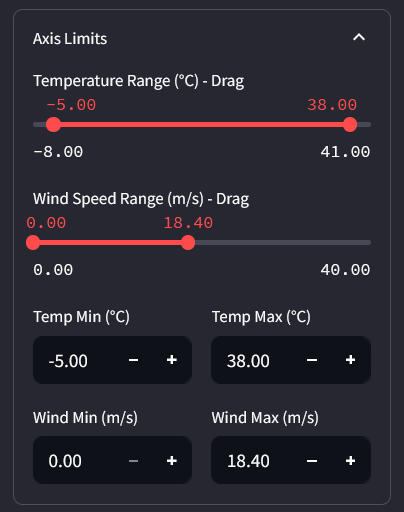 Axis Limits
Temperature Range (°C) - Drag
-5.00 38.00
-8.00 41.00
Wind Speed Range (m/s) - Drag
0.00 18.40
0.00 40.00
Temp Min (°C) Temp Max (°C)
-5.00 − + 38.00 − +
Wind Min (m/s) Wind Max (m/s)
0.00 − + 18.40 − +